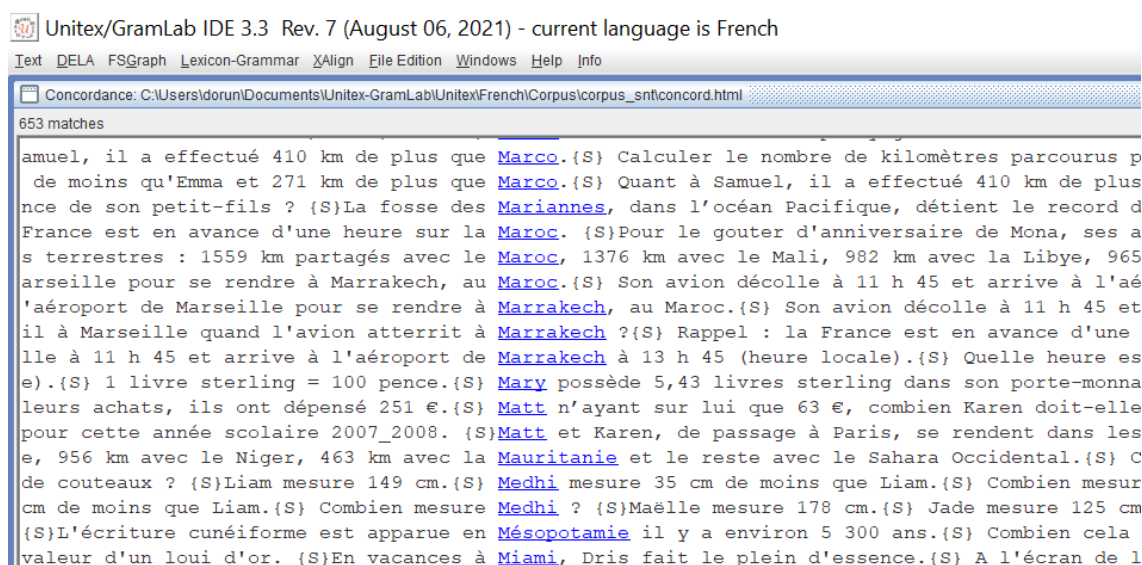 Unitex/GramLab IDE 3.3 Rev. 7 (August 06, 2021) - current language is French
Text DELA FSGraph Lexicon-Grammar XAlign File Edition Windows Help Info
Concordance: C:\Users\dorun\Documents\Unitex-GramLab\Unitex\French\Corpus\corpus_snt\concord.html
653 matches
amuel, il a effectué 410 km de plus que Marco.{S} Calculer le nombre de kilomètres parcourus p
de moins qu'Emma et 271 km de plus que Marco.{S} Quant à Samuel, il a effectué 410 km de plus
nce de son petit-fils ? {S}La fosse des Mariannes, dans l’océan Pacifique, détient le record d
France est en avance d'une heure sur la Maroc. {S}Pour le gouter d'anniversaire de Mona, ses a
s terrestres : 1559 km partagés avec le Maroc, 1376 km avec le Mali, 982 km avec la Libye, 965
arseille pour se rendre à Marrakech, au Maroc.{S} Son avion décolle à 11 h 45 et arrive à l'aé
'aéroport de Marseille pour se rendre à Marrakech, au Maroc.{S} Son avion décolle à 11 h 45 et
il à Marseille quand l'avion atterrit à Marrakech ?{S} Rappel : la France est en avance d'une
lle à 11 h 45 et arrive à l'aéroport de Marrakech à 13 h 45 (heure locale).{S} Quelle heure es
e).{S} 1 livre sterling = 100 pence.{S} Mary possède 5,43 livres sterling dans son porte-monna
leurs achats, ils ont dépensé 251 €.{S} Matt n’ayant sur lui que 63 €, combien Karen doit-elle
pour cette année scolaire 2007_2008. {S}Matt et Karen, de passage à Paris, se rendent dans les
e, 956 km avec le Niger, 463 km avec la Mauritanie et le reste avec le Sahara Occidental.{S} C
de couteaux ? {S}Liam mesure 149 cm.{S} Medhi mesure 35 cm de moins que Liam.{S} Combien mesur
cm de moins que Liam.{S} Combien mesure Medhi ? {S}Maëlle mesure 178 cm.{S} Jade mesure 125 cm
{S}L'écriture cunéiforme est apparue en Mésopotamie il y a environ 5 300 ans.{S} Combien cela
valeur d'un loui d'or. {S}En vacances à Miami, Dris fait le plein d'essence.{S} A l'écran de l